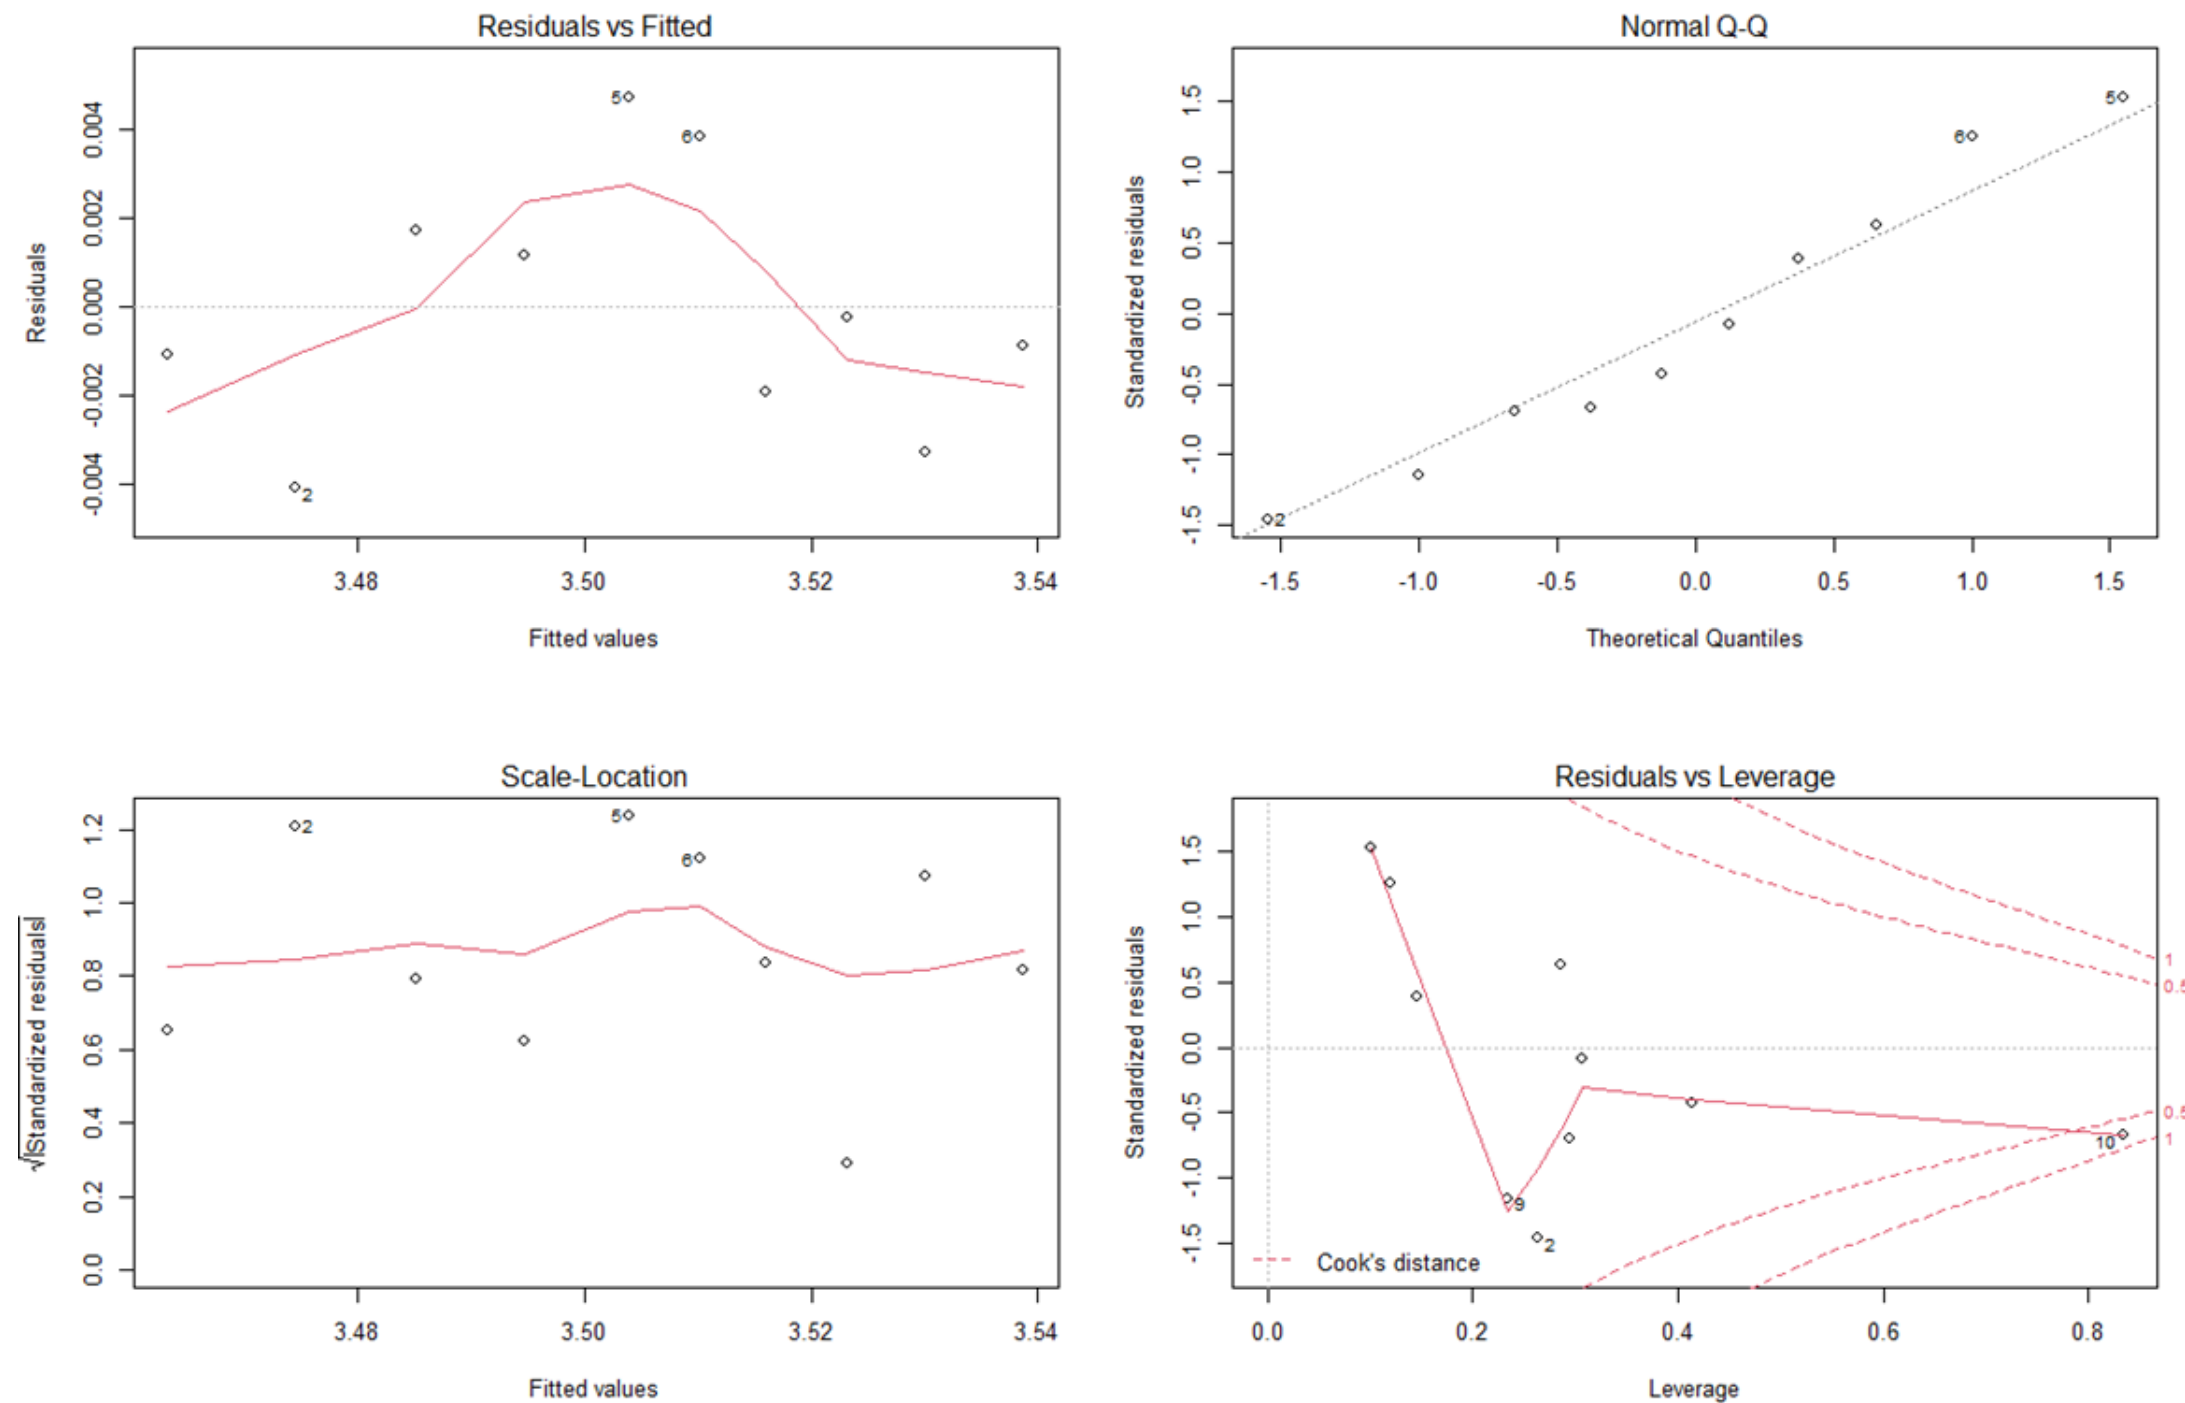 Residuals vs Fitted
Residuals
-0.004 -0.002 0.000 0.002 0.004
5
6
2
3.48 3.50 3.52 3.54
Fitted values
Normal Q-Q
Standardized residuals
-1.5 -1.0 -0.5 0.0 0.5 1.0 1.5
5
6
2
-1.5 -1.0 -0.5 0.0 0.5 1.0 1.5
Theoretical Quantiles
Scale-Location
√|Standardized residuals|
0.0 0.2 0.4 0.6 0.8 1.0 1.2
2
5
6
3.48 3.50 3.52 3.54
Fitted values
Residuals vs Leverage
Standardized residuals
-1.5 -1.0 -0.5 0.0 0.5 1.0 1.5
1
0.5
0.5
1
10
9
2
Cook's distance
0.0 0.2 0.4 0.6 0.8
Leverage